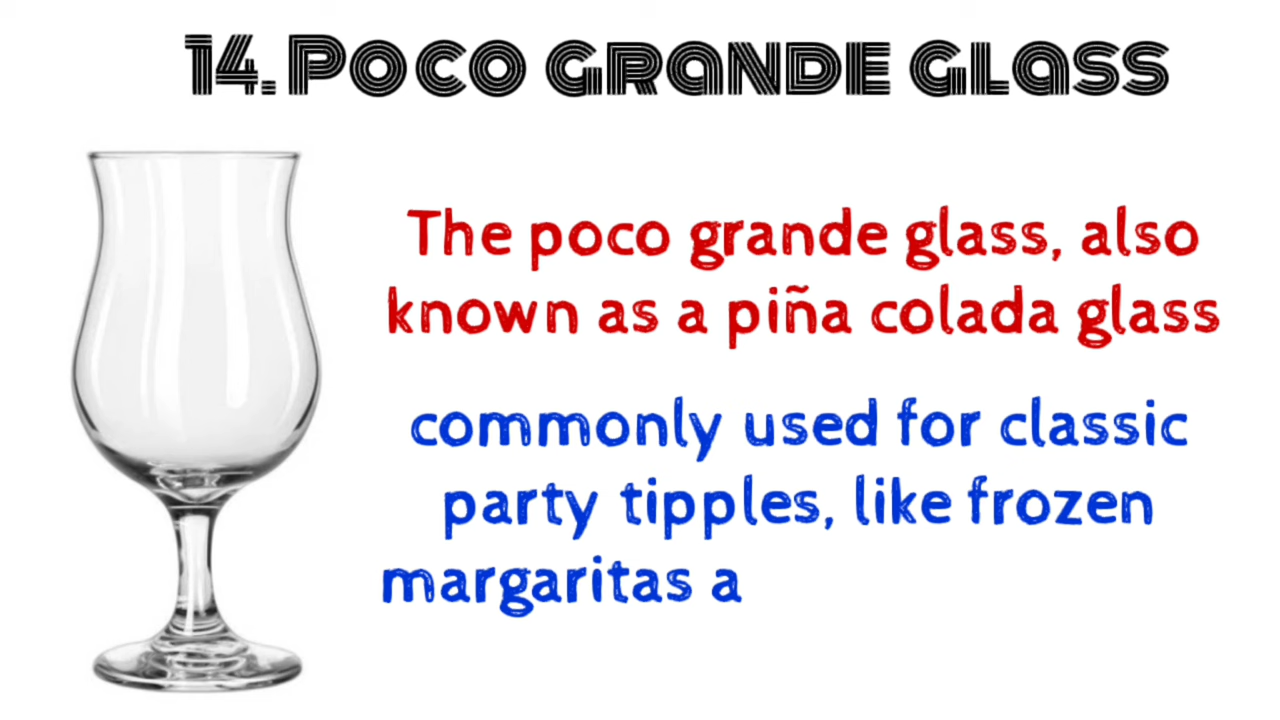 14. Poco Grande Glass
The poco grande glass, also
known as a piña colada glass
commonly used for classic
party tipples, like frozen
margaritas a